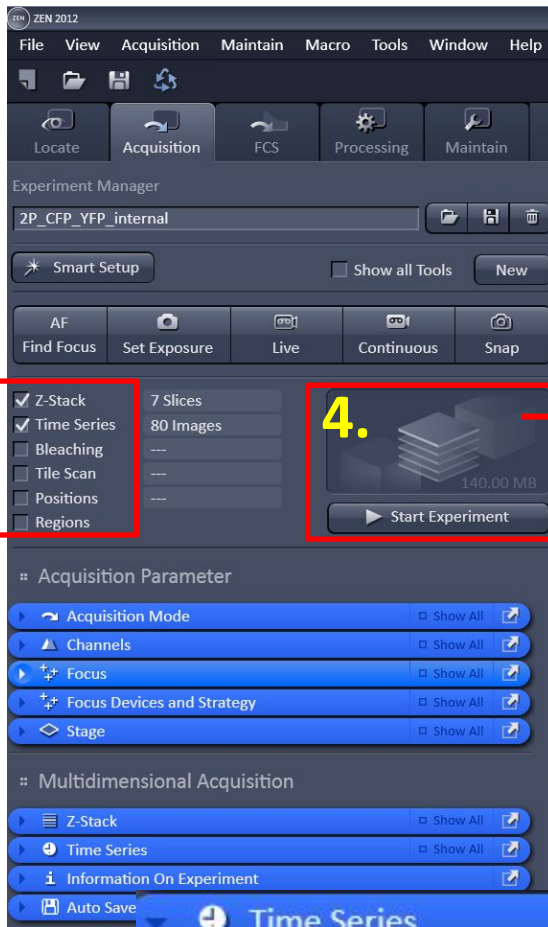 ZEN ZEN 2012
File View Acquisition Maintain Macro Tools Window Help
Locate Acquisition FCS Processing Maintain
Experiment Manager
2P_CFP_YFP_internal
Smart Setup Show all Tools New
AF
Find Focus Set Exposure Live Continuous Snap
Z-Stack 7 Slices
Time Series 80 Images
Bleaching ---
Tile Scan ---
Positions ---
Regions
4.
140.00 MB
Start Experiment
Acquisition Parameter
Acquisition Mode Show All
Channels Show All
Focus Show All
Focus Devices and Strategy Show All
Stage Show All
Multidimensional Acquisition
Z-Stack Show All
Time Series Show All
Information On Experiment
Auto Save
Time Series